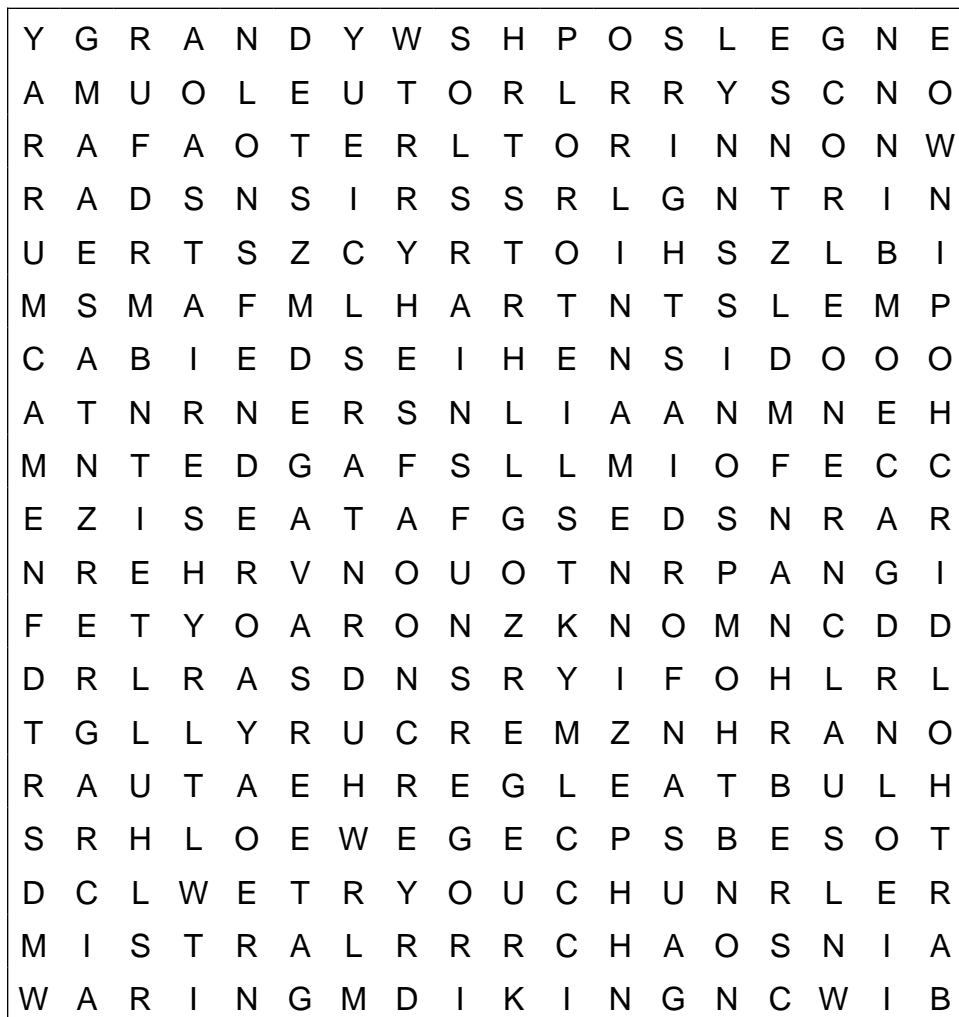 Y G R A N D Y W S H P O S L E G N E
A M U O L E U T O R L R R Y S C N O
R A F A O T E R L T O R I N N O N W
R A D S N S I R S S R L G N T R I N
U E R T S Z C Y R T O I H S Z L B I
M S M A F M L H A R T N T S L E M P
C A B I E D S E I H E N S I D O O O
A T N R N E R S N L I A A N M N E H
M N T E D G A F S L L M I O F E C C
E Z I S E A T A F G S E D S N R A R
N R E H R V N O U O T N R P A N G I
F E T Y O A R O N Z K N O M N C D D
D R L R A S D N S R Y I F O H L R L
T G L L Y R U C R E M Z N H R A N O
R A U T A E H R E G L E A T B U L H
S R H L O E W E G E C P S B E S O T
D C L W E T R Y O U C H U N R L E R
M I S T R A L R R R C H A O S N I A
W A R I N G M D I K I N G N C W I B